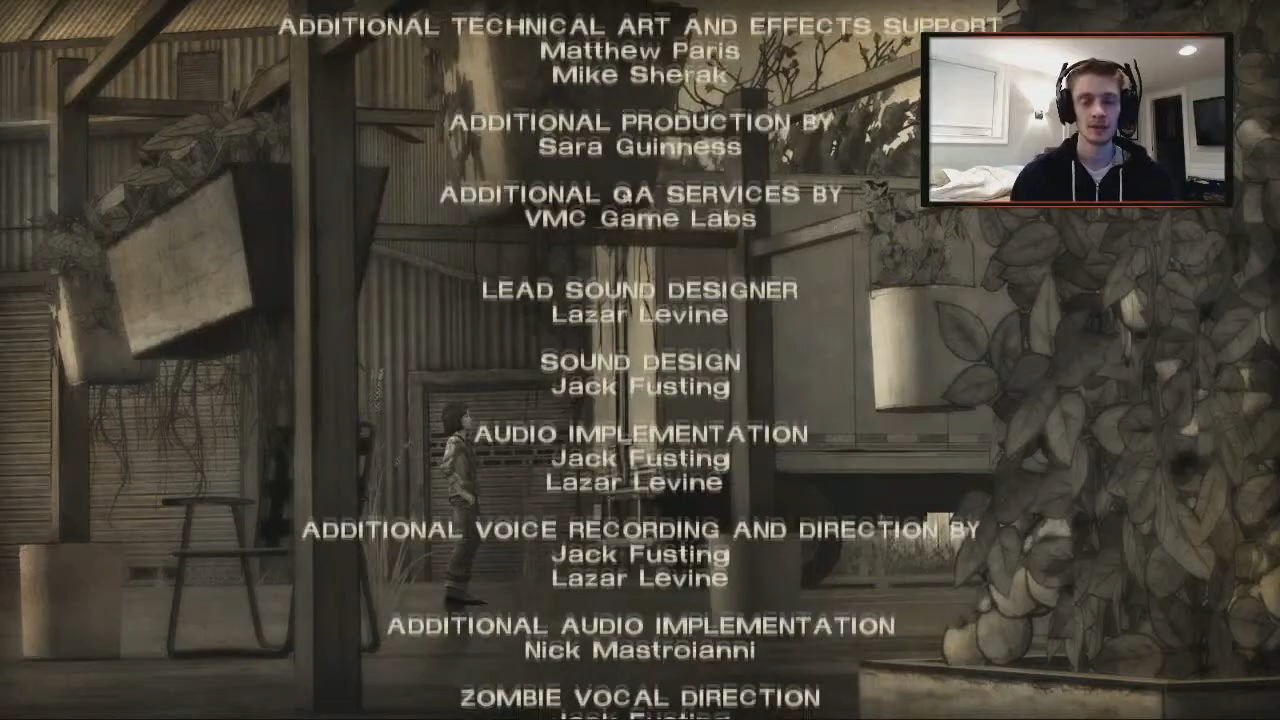 ADDITIONAL TECHNICAL ART AND EFFECTS SUPPORT
Matthew Paris
Mike Sherak
ADDITIONAL PRODUCTION BY
Sara Guinness
ADDITIONAL QA SERVICES BY
VMC Game Labs
LEAD SOUND DESIGNER
Lazar Levine
SOUND DESIGN
Jack Fusting
AUDIO IMPLEMENTATION
Jack Fusting
Lazar Levine
ADDITIONAL VOICE RECORDING AND DIRECTION BY
Jack Fusting
Lazar Levine
ADDITIONAL AUDIO IMPLEMENTATION
Nick Mastroianni
ZOMBIE VOCAL DIRECTION
Jack Fusting